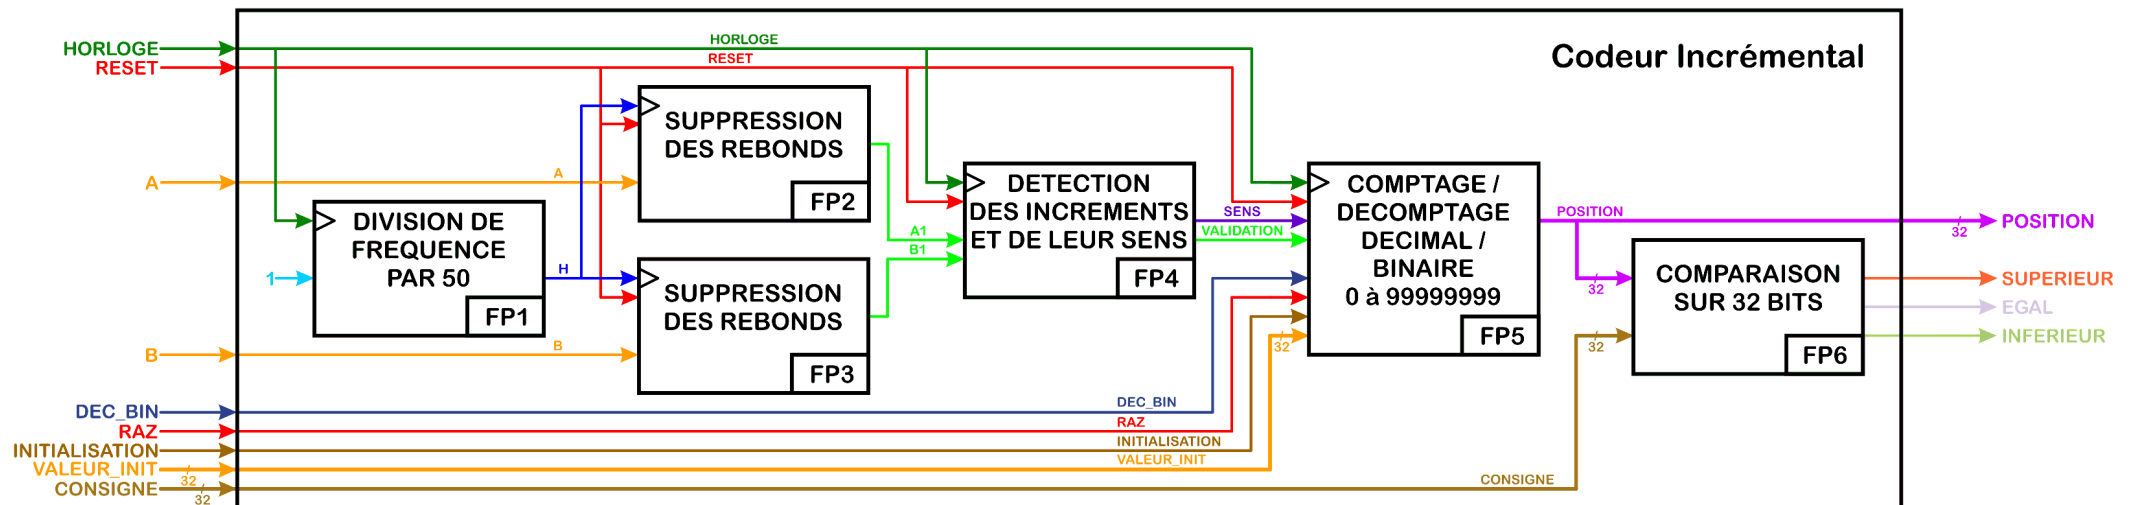 Codeur Incrémental
HORLOGE
RESET
HORLOGE
RESET
A
A
B
B
1
DIVISION DE
FREQUENCE
PAR 50
FP1
H
SUPPRESSION
DES REBONDS
FP2
SUPPRESSION
DES REBONDS
FP3
A1
B1
DETECTION
DES INCREMENTS
ET DE LEUR SENS
FP4
SENS
VALIDATION
COMPTAGE /
DECOMPTAGE
DECIMAL /
BINAIRE
0 à 99999999
FP5
32
POSITION
32
POSITION
32
COMPARAISON
SUR 32 BITS
FP6
32
SUPERIEUR
EGAL
INFERIEUR
DEC_BIN
DEC_BIN
RAZ
RAZ
INITIALISATION
INITIALISATION
VALEUR_INIT
32
VALEUR_INIT
CONSIGNE
32
CONSIGNE